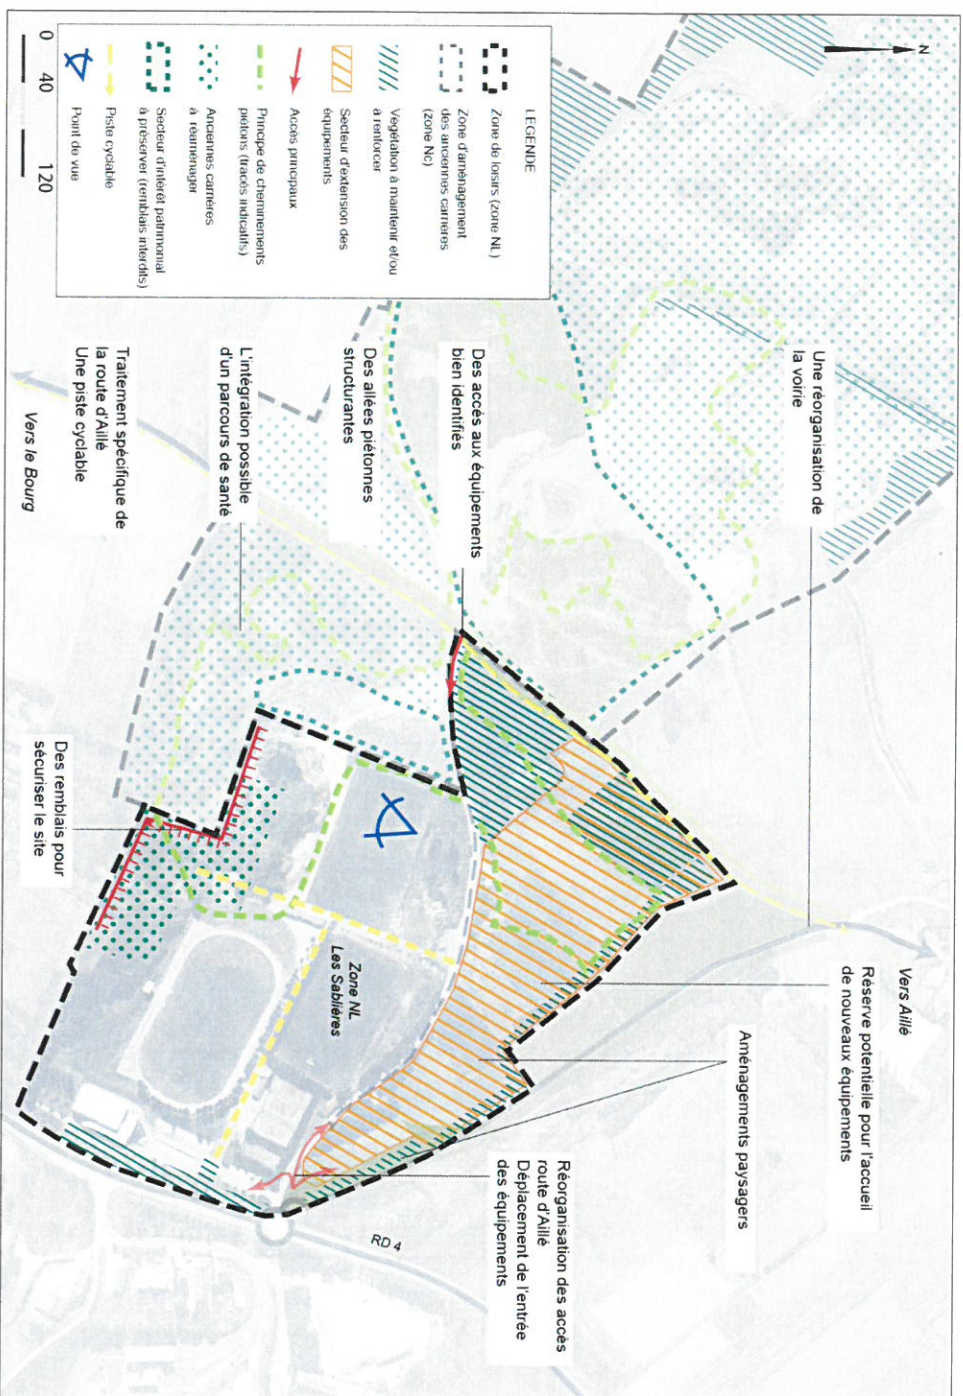 N
LEGENDE
Zone de loisirs (zone NL)
Zone d'aménagement
des anciennes carrières
(zone Nc)
Végétation à maintenir et/ou
à renforcer
Secteur d'extension des
équipements
Accès principaux
Principe de cheminements
piétons (tracés indicatifs)
Anciennes carrières
à réaménager
Secteur d'intérêt patrimonial
à préserver (remblais interdits)
Piste cyclable
Point de vue
0 40 120
Une réorganisation de
la voirie
Des accès aux équipements
bien identifiés
Des allées piétonnes
structurantes
L'intégration possible
d'un parcours de santé
Traitement spécifique de
la route d'Aillé
Une piste cyclable
Vers le Bourg
Des remblais pour
sécuriser le site
Zone NL
Les Sablières
Vers Aillé
Réserve potentielle pour l'accueil
de nouveaux équipements
Aménagements paysagers
Réorganisation des accès
route d'Aillé
Déplacement de l'entrée
des équipements
RD 4